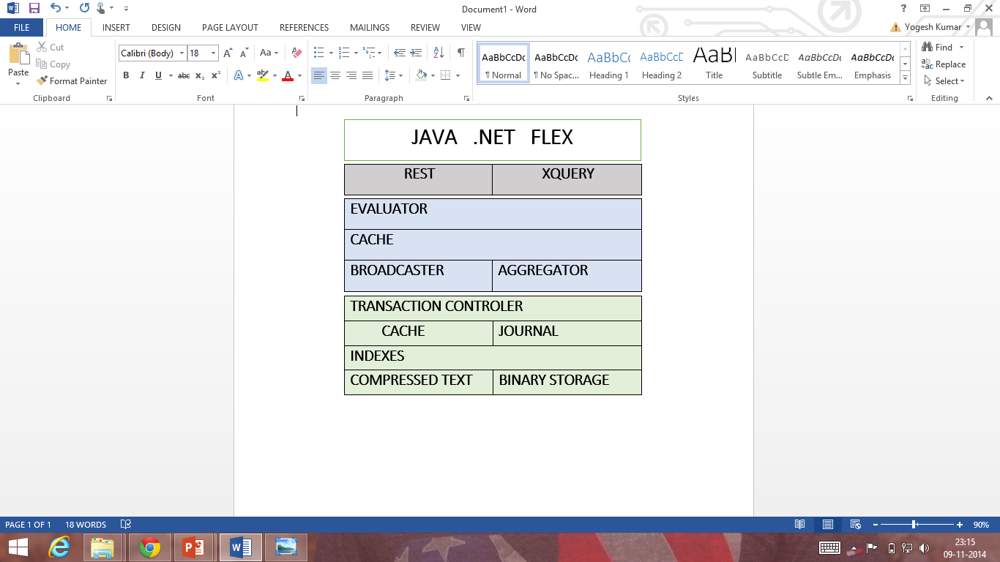 Document1 - Word
FILE HOME INSERT DESIGN PAGE LAYOUT REFERENCES MAILINGS REVIEW VIEW
Yogesh Kumar
Paste
Cut
Copy
Format Painter
Clipboard
Calibri (Body) 18
Font
Paragraph
AaBbCcDc AaBbCcDc AaBbCc AaBbCcD AaBl AaBbCcD AaBbCcDc AaBbCcDc
¶ Normal ¶ No Spac... Heading 1 Heading 2 Title Subtitle Subtle Em... Emphasis
Styles
Find
Replace
Select
Editing
JAVA .NET FLEX
REST XQUERY
EVALUATOR
CACHE
BROADCASTER AGGREGATOR
TRANSACTION CONTROLER
CACHE JOURNAL
INDEXES
COMPRESSED TEXT BINARY STORAGE
PAGE 1 OF 1 18 WORDS 90%
23:15
09-11-2014